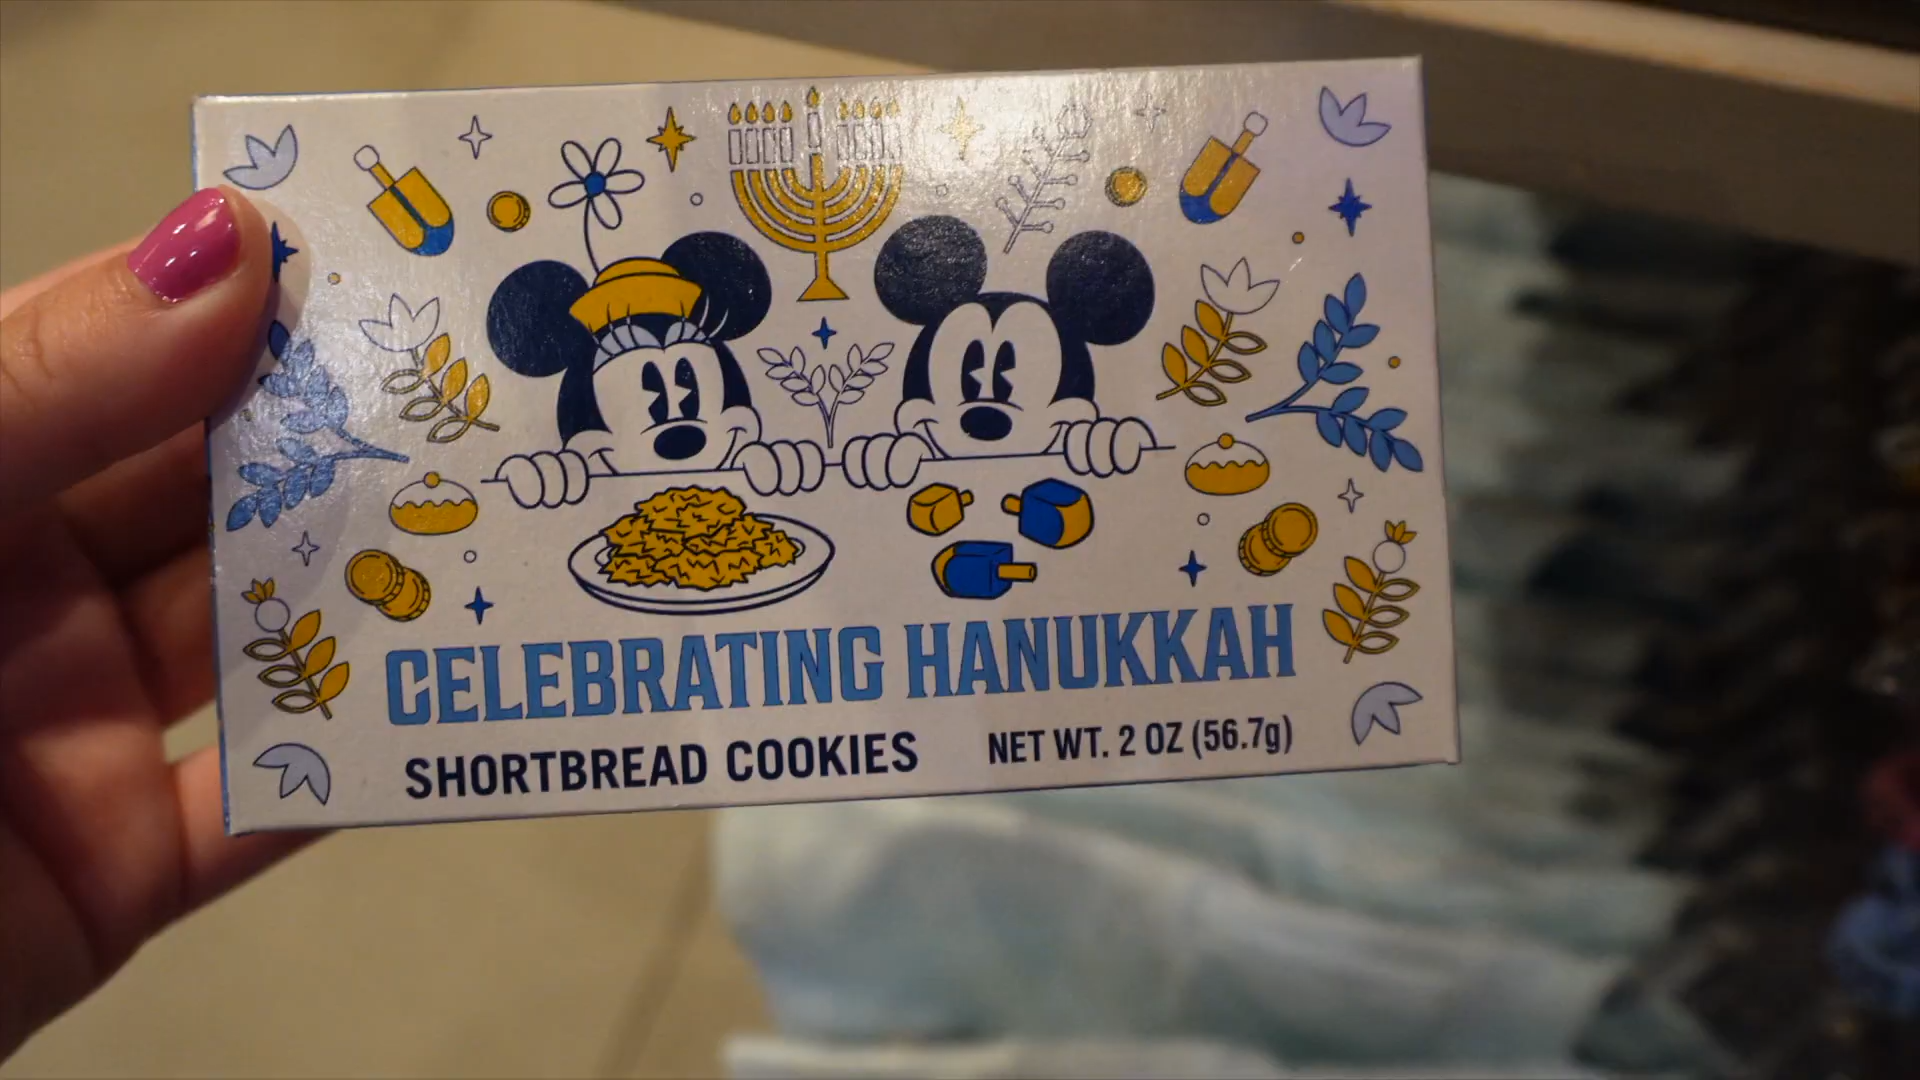 CELEBRATING HANUKKAH
SHORTBREAD COOKIES NET WT. 2 OZ (56.7g)